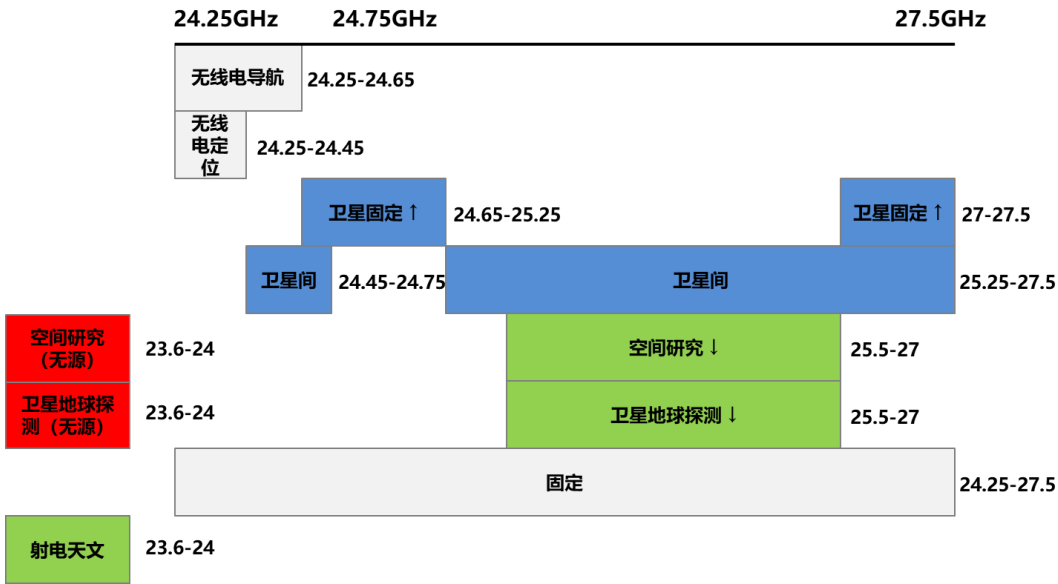 24.25GHz
24.75GHz
27.5GHz
无线电导航
24.25-24.65
无线
电定
位
24.25-24.45
卫星固定↑
24.65-25.25
卫星固定↑
27-27.5
卫星间
24.45-24.75
卫星间
25.25-27.5
空间研究
（无源）
23.6-24
空间研究↓
25.5-27
卫星地球探
测（无源）
23.6-24
卫星地球探测↓
25.5-27
固定
24.25-27.5
射电天文
23.6-24